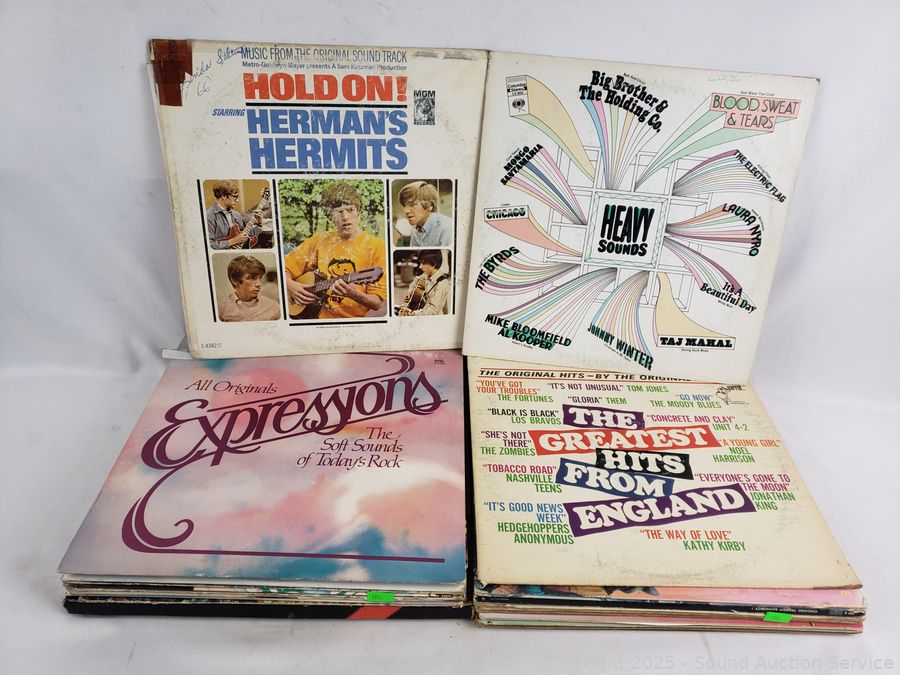 MUSIC FROM THE ORIGINAL SOUND TRACK
Metro-Goldwyn-Mayer presents A Sam Katzman Production
HOLD ON!
STARRING
HERMAN'S
HERMITS
MGM
RECORDS
Big Brother &
The Holding Co.
BLOOD SWEAT
& TEARS
MONGO
SANTAMARIA
THE ELECTRIC FLAG
CHICAGO
LAURA NYRO
HEAVY
SOUNDS
THE BYRDS
It's A
Beautiful Day
MIKE BLOOMFIELD
AL KOOPER
JOHNNY WINTER
TAJ MAHAL
All Originals
Expressions
The
Soft Sounds
of Today's Rock
THE ORIGINAL HITS-BY THE ORIGINAL
"YOU'VE GOT
YOUR TROUBLES"
THE FORTUNES
"IT'S NOT UNUSUAL" TOM JONES
"GLORIA" THEM
"GO NOW"
THE MOODY BLUES
"BLACK IS BLACK"
LOS BRAVOS
"CONCRETE AND CLAY"
UNIT 4-2
"SHE'S NOT
THERE"
THE ZOMBIES
"A YOUNG GIRL"
NOEL
HARRISON
THE
GREATEST
HITS
FROM
ENGLAND
"TOBACCO ROAD"
NASHVILLE
TEENS
"EVERYONE'S GONE TO
THE MOON"
JONATHAN
KING
"IT'S GOOD NEWS
WEEK"
HEDGEHOPPERS
ANONYMOUS
"THE WAY OF LOVE"
KATHY KIRBY
2025 - Sound Auction Service